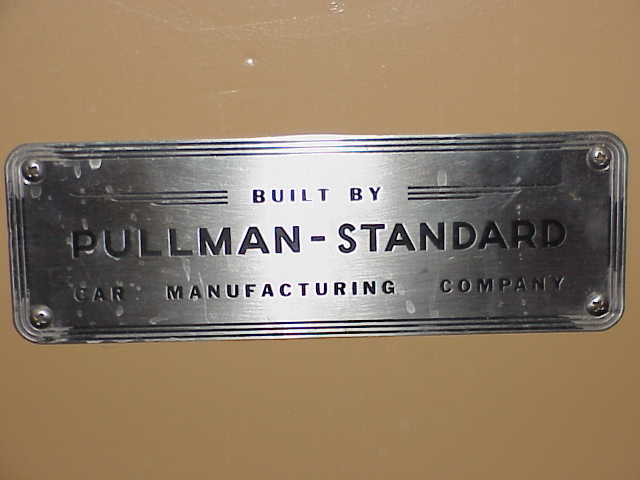 BUILT BY
PULLMAN-STANDARD
CAR MANUFACTURING COMPANY